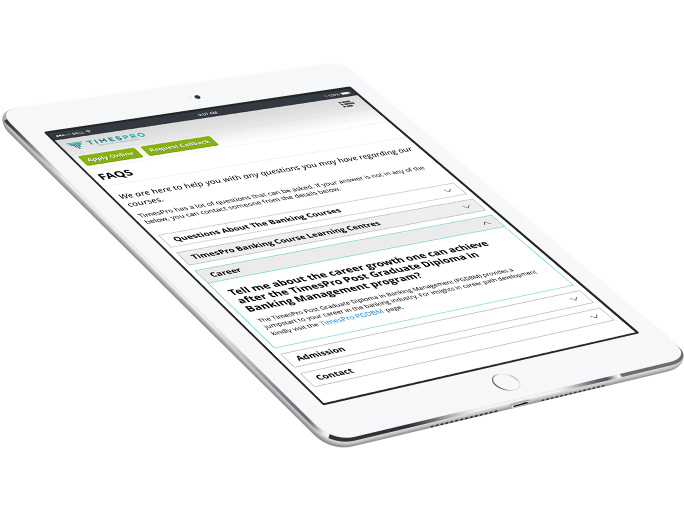 BELL 9:07 AM 100%
TIMESPRO
Apply Online Request Callback
FAQS
We are here to help you with any questions you may have regarding our
courses.
TimesPro has a lot of questions that can be asked. If your answer is not in any of the
below, you can contact someone from the details below.
Questions About The Banking Courses
TimesPro Banking Course Learning Centres
Career
Tell me about the career growth one can achieve
after the TimesPro Post Graduate Diploma in
Banking Management program?
The TimesPro Post Graduate Diploma in Banking Management (PGDBM) provides a
jumpstart to your career in the banking industry. For insights in career path development
kindly visit the TimesPro PGDBM page.
Admission
Contact